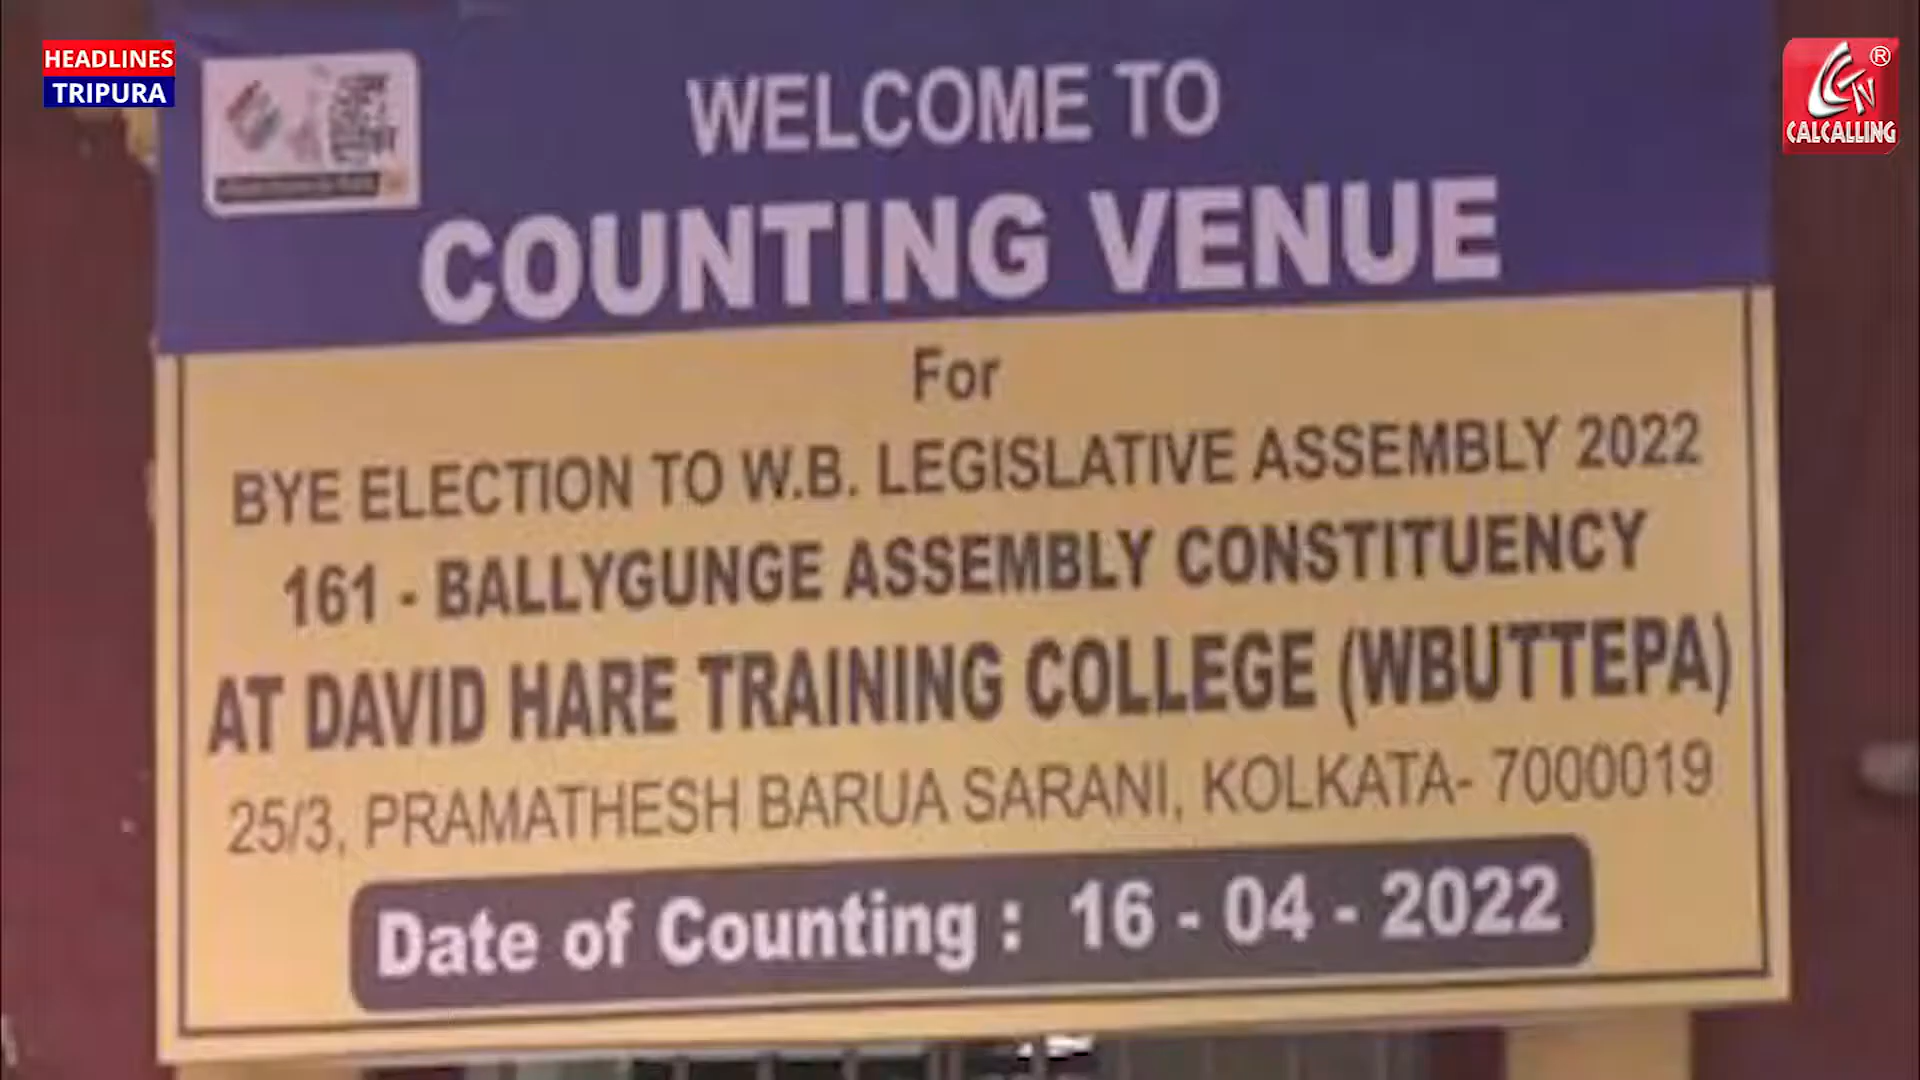 HEADLINES
TRIPURA
CALCALLING
WELCOME TO
COUNTING VENUE
For
BYE ELECTION TO W.B. LEGISLATIVE ASSEMBLY 2022
161 - BALLYGUNGE ASSEMBLY CONSTITUENCY
AT DAVID HARE TRAINING COLLEGE (WBUTTEPA)
25/3, PRAMATHESH BARUA SARANI, KOLKATA- 7000019
Date of Counting : 16 - 04 - 2022